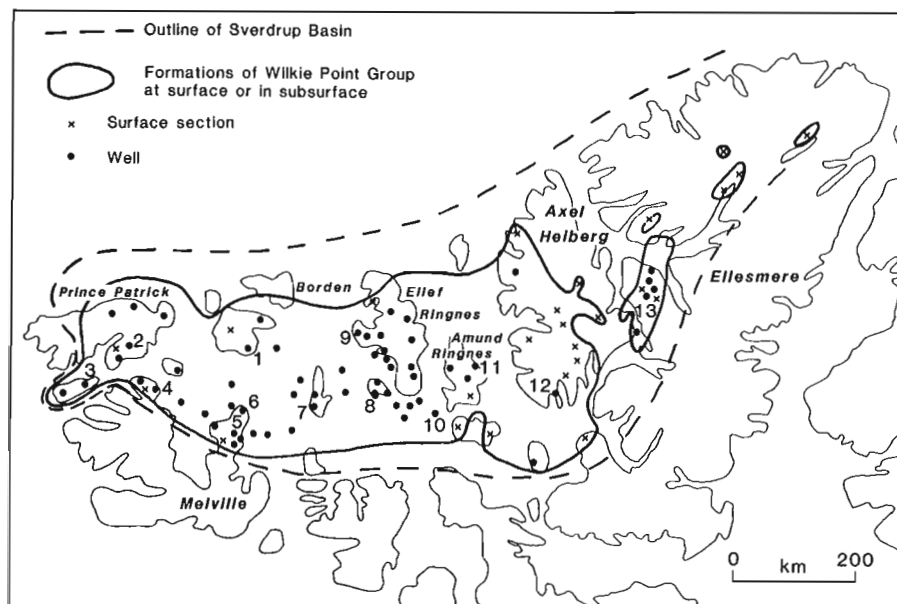 Outline of Sverdrup Basin
Formations of Wilkie Point Group
at surface or in subsurface
Surface section
Well
Axel
Heiberg
Ellesmere
Prince Patrick
Borden
Ellef
Ringnes
Amund
Ringnes
Melville
1
2
3
4
5
6
7
8
9
10
11
12
13
0 200
km